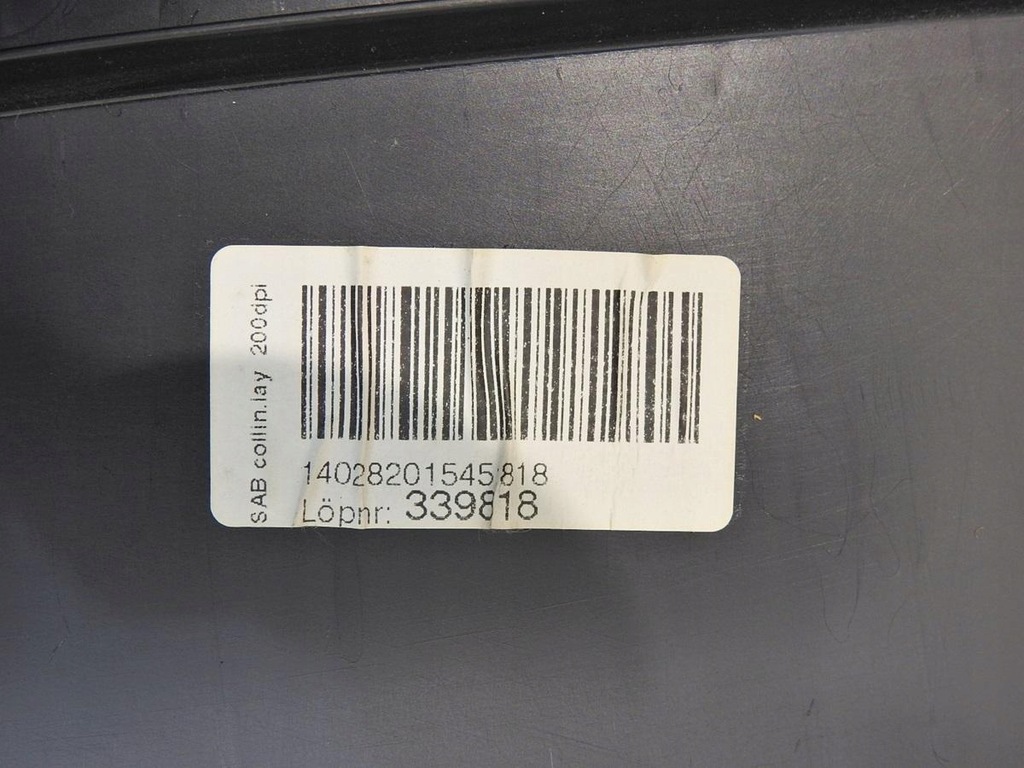 SAB collin.lay 200dpi
14028201545818
Löpnr: 339818